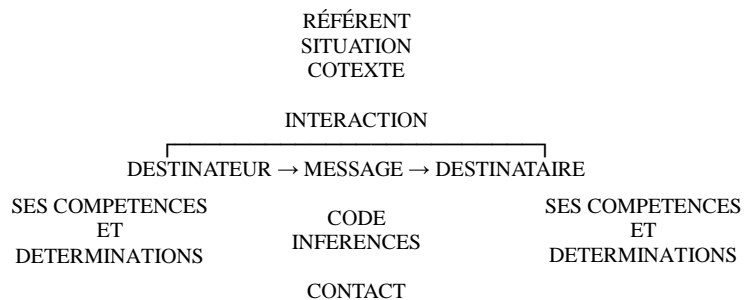 RÉFÉRENT
SITUATION
COTEXTE
INTERACTION
DESTINATEUR → MESSAGE → DESTINATAIRE
SES COMPETENCES
ET
DETERMINATIONS
CODE
INFERENCES
SES COMPETENCES
ET
DETERMINATIONS
CONTACT